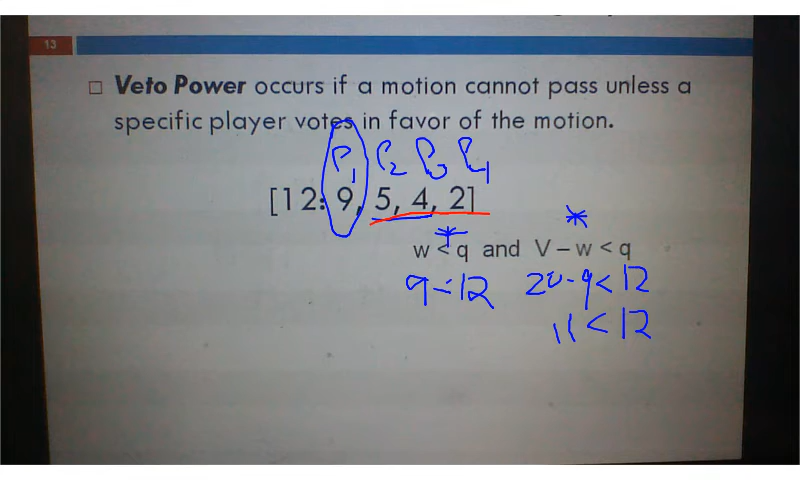 13
□ Veto Power occurs if a motion cannot pass unless a
specific player votes in favor of the motion.
P₁ P₂ P₃ P₄
[12: 9, 5, 4, 2]
* *
w < q and V – w < q
9 < 12 20 - 9 < 12
11 < 12